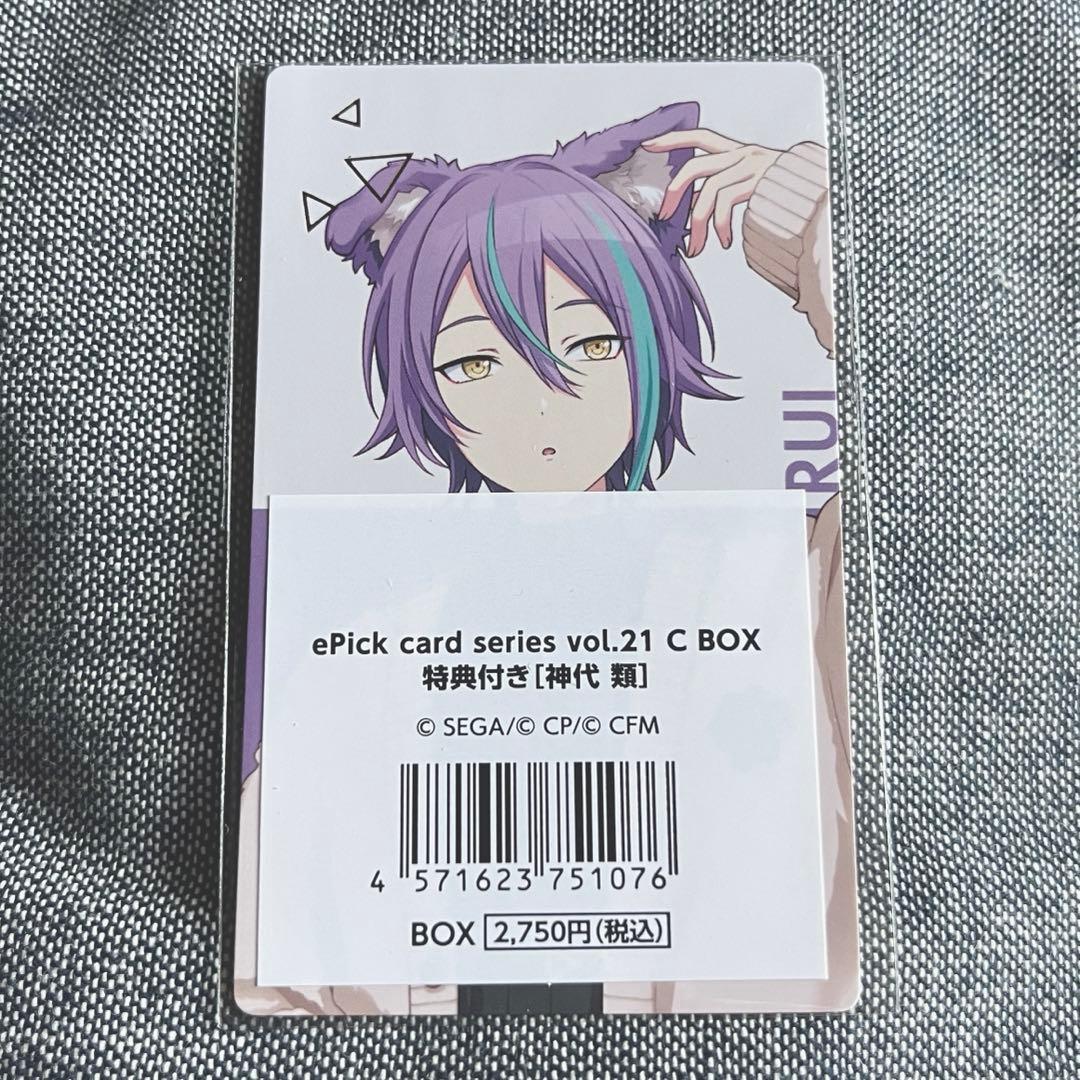 RUI
ePick card series vol.21 C BOX
特典付き[神代 類]
© SEGA/© CP/© CFM
4 571623 751076
BOX 2,750円(税込)